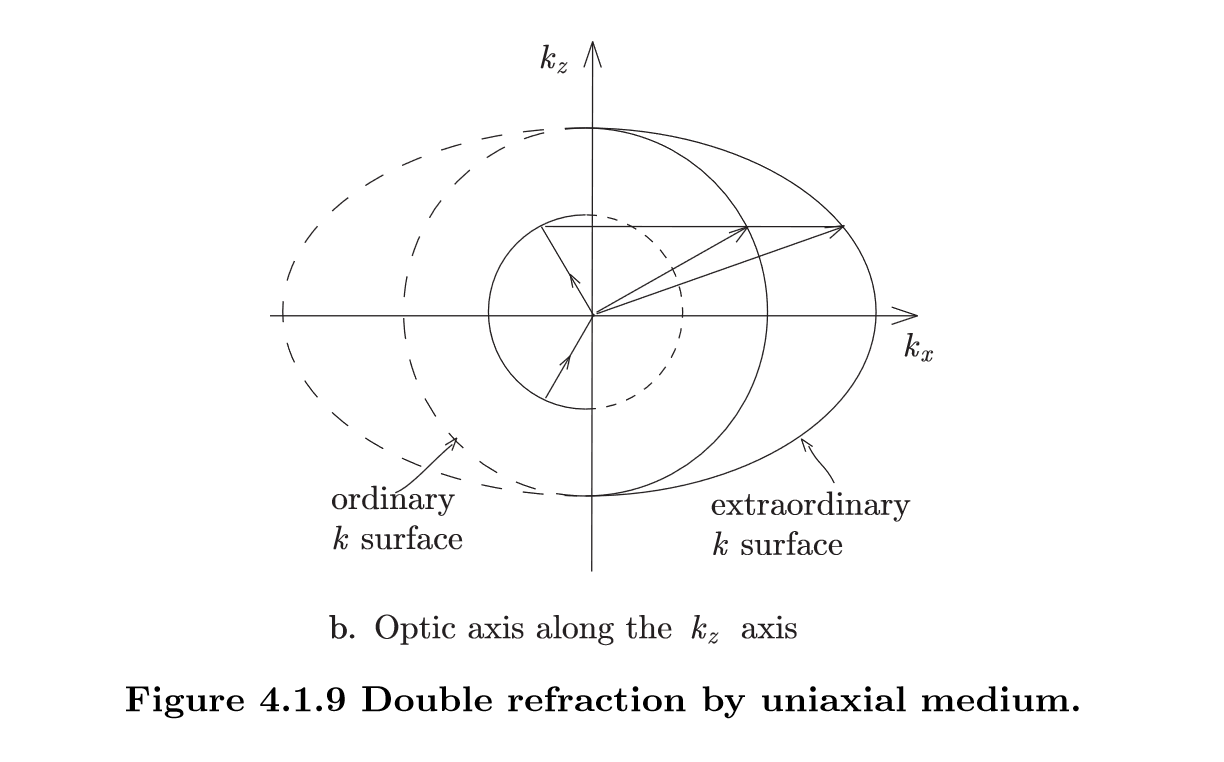 k_z
k_x
ordinary
k surface
extraordinary
k surface
b. Optic axis along the k_z axis
Figure 4.1.9 Double refraction by uniaxial medium.